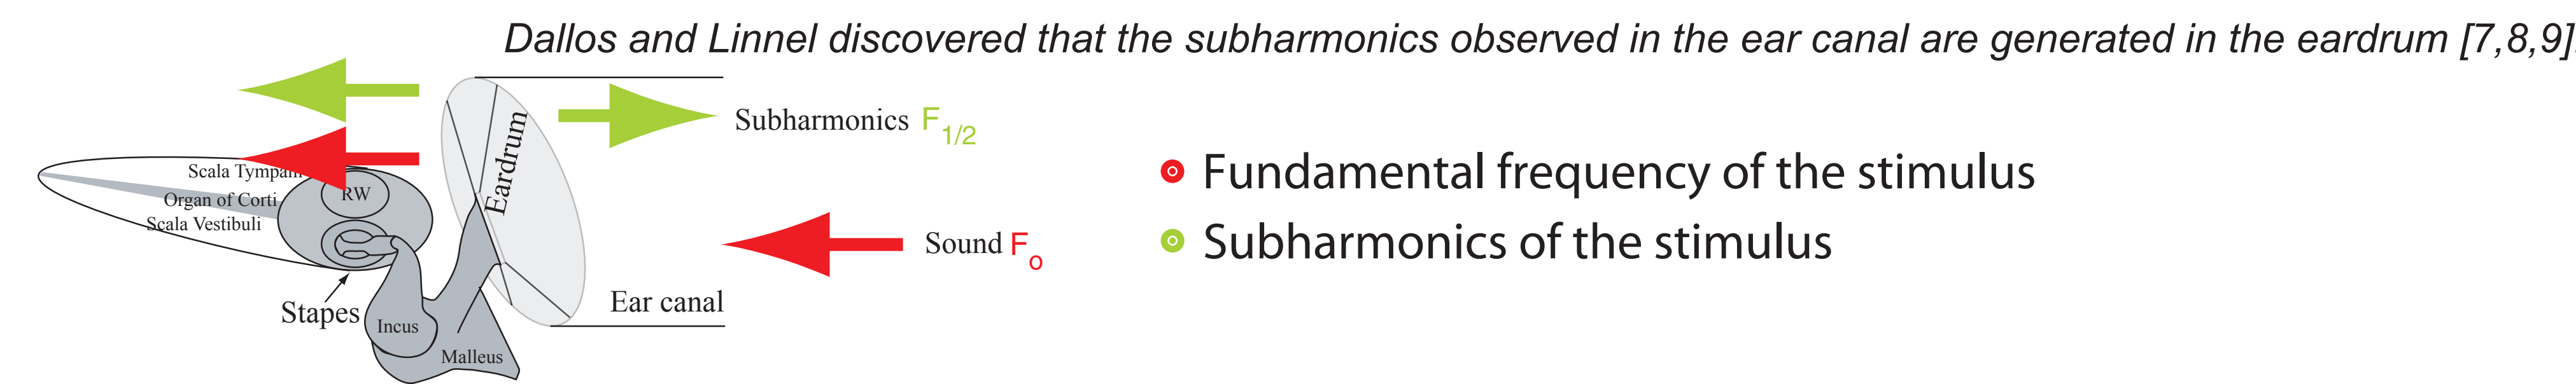 Dallos and Linnel discovered that the subharmonics observed in the ear canal are generated in the eardrum [7,8,9].
Subharmonics F1/2
Eardrum
Scala Tympani
RW
Organ of Corti
Scala Vestibuli
Sound Fo
Stapes
Ear canal
Incus
Malleus
Fundamental frequency of the stimulus
Subharmonics of the stimulus